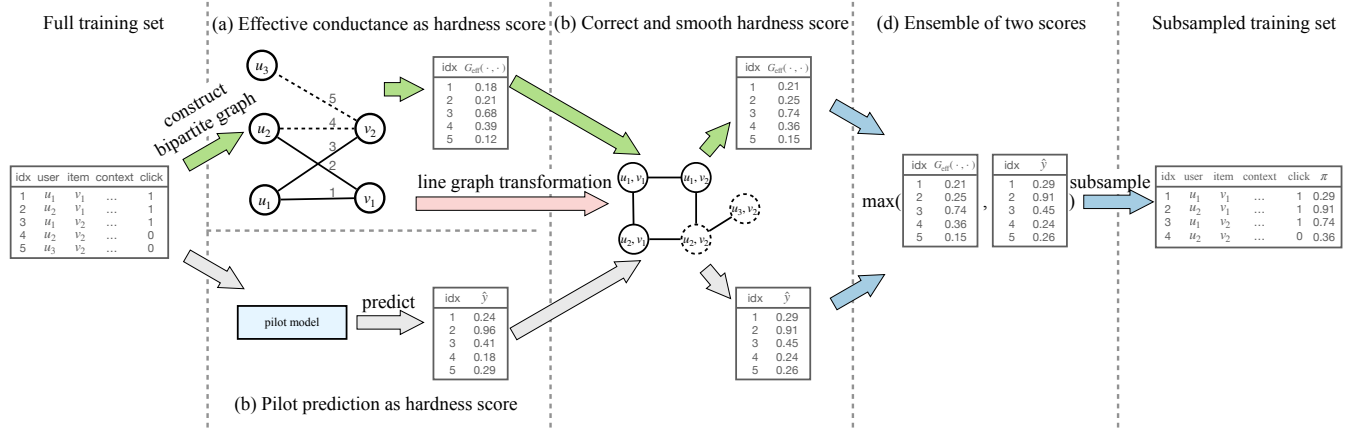 Full training set
(a) Effective conductance as hardness score
(b) Correct and smooth hardness score
(d) Ensemble of two scores
Subsampled training set
construct
bipartite graph
idx user item context click
1 u₁ v₁ ... 1
2 u₂ v₁ ... 1
3 u₁ v₂ ... 1
4 u₂ v₂ ... 0
5 u₃ v₂ ... 0
u₃
u₂
u₁
v₂
v₁
5
4
3
2
1
idx G_eff(·,·)
1 0.18
2 0.21
3 0.68
4 0.39
5 0.12
line graph transformation
pilot model
predict
idx ŷ
1 0.24
2 0.96
3 0.41
4 0.18
5 0.29
(b) Pilot prediction as hardness score
u₁, v₁
u₁, v₂
u₃, v₂
u₂, v₁
u₂, v₂
idx G_eff(·,·)
1 0.21
2 0.25
3 0.74
4 0.36
5 0.15
idx ŷ
1 0.29
2 0.91
3 0.45
4 0.24
5 0.26
max(
idx G_eff(·,·)
1 0.21
2 0.25
3 0.74
4 0.36
5 0.15
,
idx ŷ
1 0.29
2 0.91
3 0.45
4 0.24
5 0.26
)
subsample
idx user item context click π
1 u₁ v₁ ... 1 0.29
2 u₂ v₁ ... 1 0.91
3 u₁ v₂ ... 1 0.74
4 u₂ v₂ ... 0 0.36